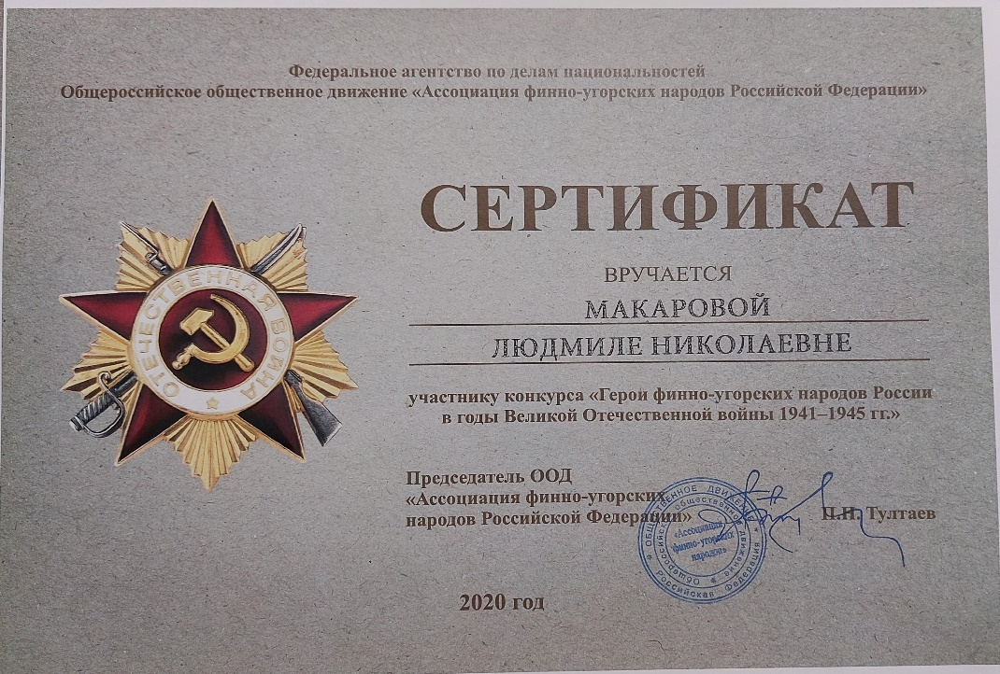 Федеральное агентство по делам национальностей
Общероссийское общественное движение «Ассоциация финно-угорских народов Российской Федерации»
СЕРТИФИКАТ
ВРУЧАЕТСЯ
МАКАРОВОЙ
ЛЮДМИЛЕ НИКОЛАЕВНЕ
ОТЕЧЕСТВЕННАЯ ВОЙНА
участнику конкурса «Герои финно-угорских народов России
в годы Великой Отечественной войны 1941–1945 гг.»
Председатель ООД
«Ассоциация финно-угорских
народов Российской Федерации»
П.Н. Тултаев
ОБЩЕСТВЕННОЕ ДВИЖЕНИЕ
Российская Федерация
«Ассоциация
финно-угорских
народов»
2020 год